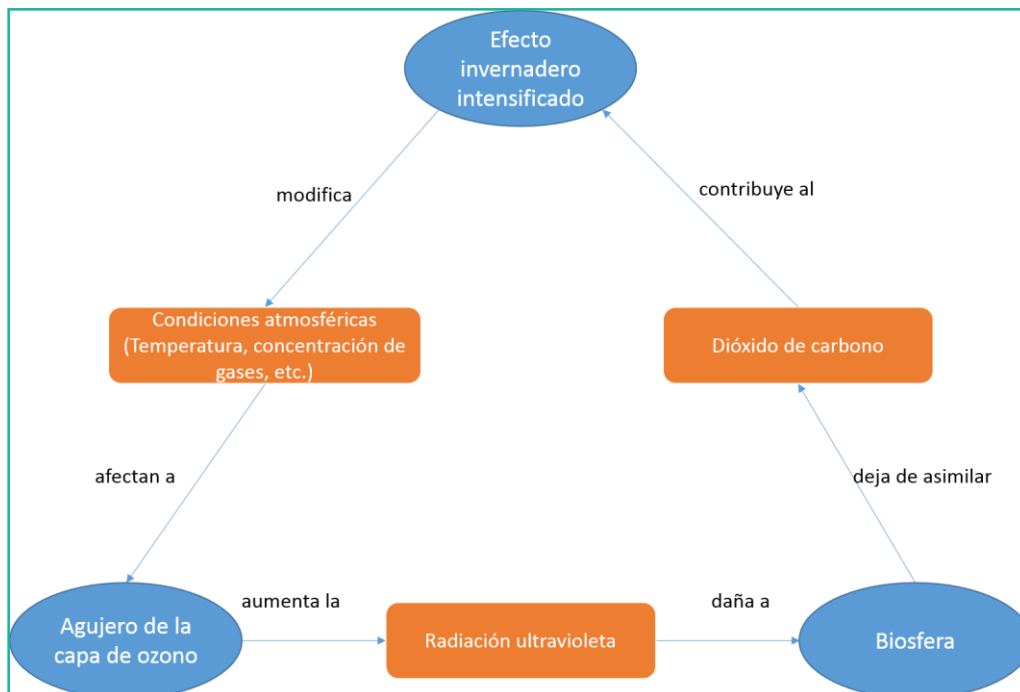 Efecto
invernadero
intensificado
modifica
contribuye al
Condiciones atmosféricas
(Temperatura, concentración de
gases, etc.)
Dióxido de carbono
afectan a
deja de asimilar
Agujero de la
capa de ozono
aumenta la
Radiación ultravioleta
daña a
Biosfera